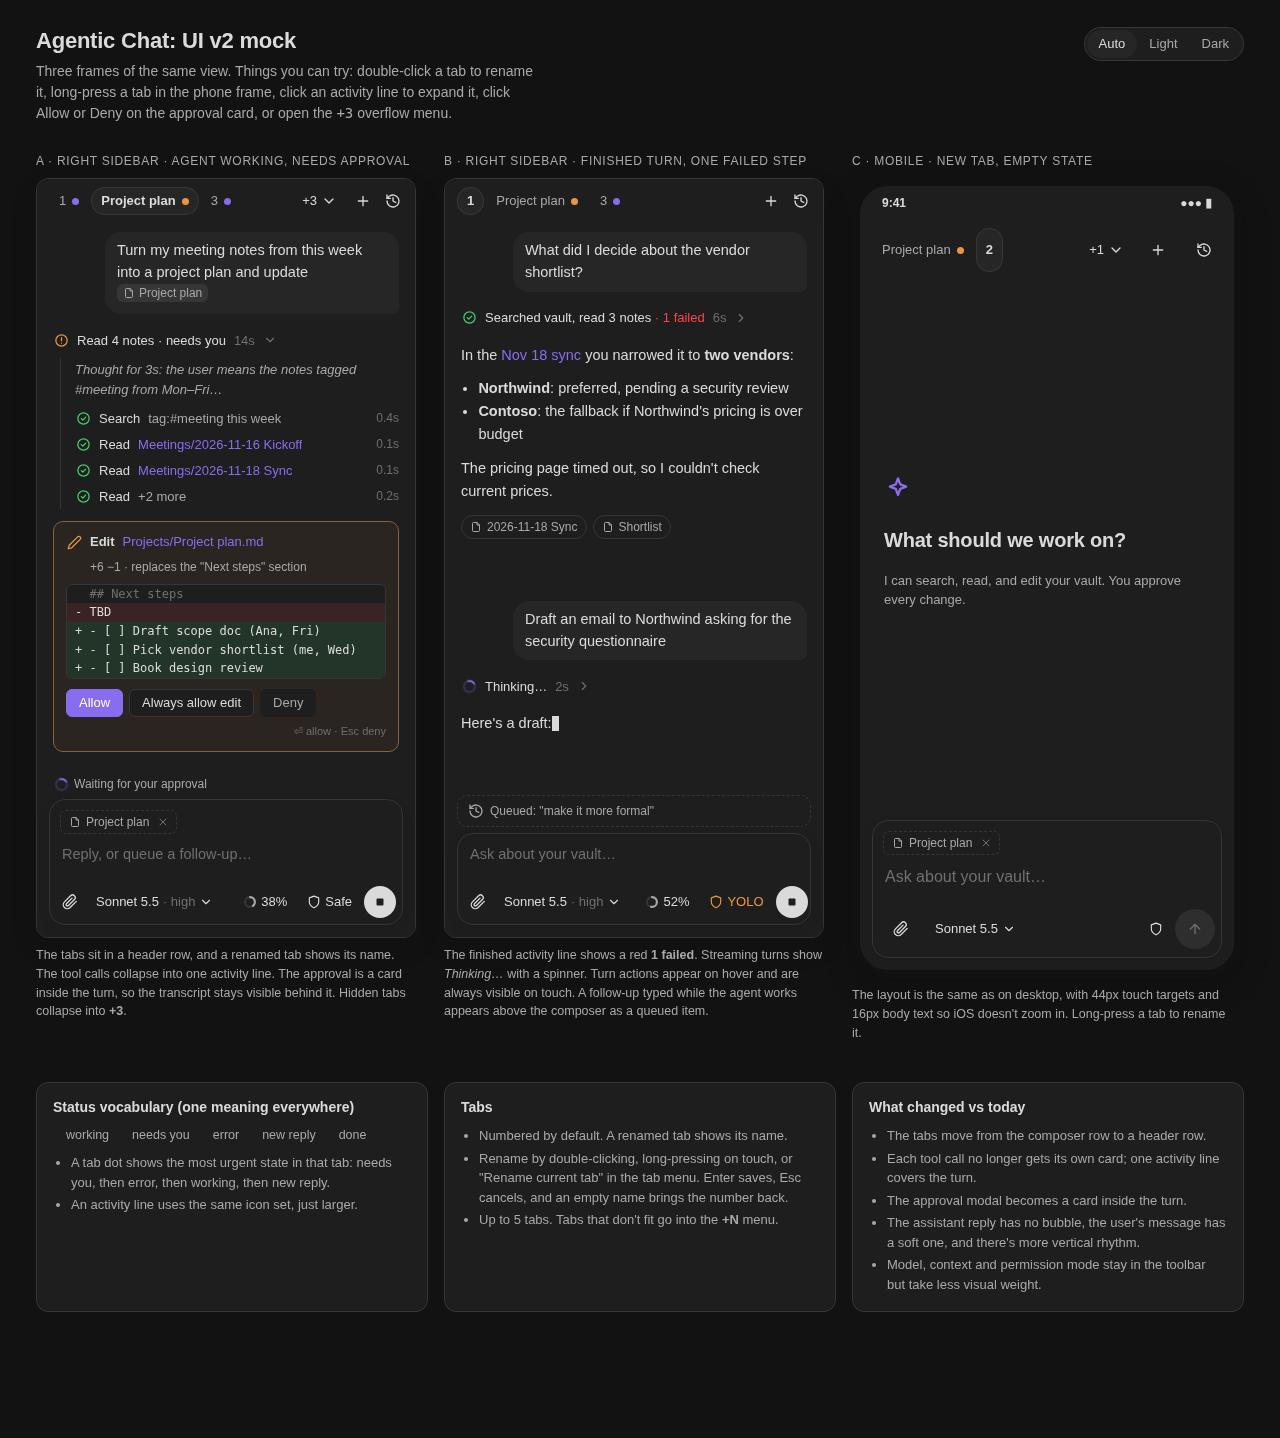 Agentic Chat: UI v2 mock
Auto Light Dark
Three frames of the same view. Things you can try: double-click a tab to rename
it, long-press a tab in the phone frame, click an activity line to expand it, click
Allow or Deny on the approval card, or open the +3 overflow menu.
A · RIGHT SIDEBAR · AGENT WORKING, NEEDS APPROVAL
1 Project plan 3 +3
Turn my meeting notes from this week
into a project plan and update
Project plan
Read 4 notes · needs you 14s
Thought for 3s: the user means the notes tagged
#meeting from Mon–Fri…
Search tag:#meeting this week 0.4s
Read Meetings/2026-11-16 Kickoff 0.1s
Read Meetings/2026-11-18 Sync 0.1s
Read +2 more 0.2s
Edit Projects/Project plan.md
+6 −1 · replaces the "Next steps" section
## Next steps
- TBD
+ - [ ] Draft scope doc (Ana, Fri)
+ - [ ] Pick vendor shortlist (me, Wed)
+ - [ ] Book design review
Allow Always allow edit Deny
⏎ allow · Esc deny
Waiting for your approval
Project plan ×
Reply, or queue a follow-up…
Sonnet 5.5 · high 38% Safe
The tabs sit in a header row, and a renamed tab shows its name.
The tool calls collapse into one activity line. The approval is a card
inside the turn, so the transcript stays visible behind it. Hidden tabs
collapse into +3.
B · RIGHT SIDEBAR · FINISHED TURN, ONE FAILED STEP
1 Project plan 3
What did I decide about the vendor
shortlist?
Searched vault, read 3 notes · 1 failed 6s
In the Nov 18 sync you narrowed it to two vendors:
• Northwind: preferred, pending a security review
• Contoso: the fallback if Northwind's pricing is over
budget
The pricing page timed out, so I couldn't check
current prices.
2026-11-18 Sync Shortlist
Draft an email to Northwind asking for the
security questionnaire
Thinking… 2s
Here's a draft:
Queued: "make it more formal"
Ask about your vault…
Sonnet 5.5 · high 52% YOLO
The finished activity line shows a red 1 failed. Streaming turns show
Thinking… with a spinner. Turn actions appear on hover and are
always visible on touch. A follow-up typed while the agent works
appears above the composer as a queued item.
C · MOBILE · NEW TAB, EMPTY STATE
9:41
Project plan 2 +1
What should we work on?
I can search, read, and edit your vault. You approve
every change.
Project plan ×
Ask about your vault…
Sonnet 5.5
The layout is the same as on desktop, with 44px touch targets and
16px body text so iOS doesn't zoom in. Long-press a tab to rename
it.
Status vocabulary (one meaning everywhere)
working needs you error new reply done
• A tab dot shows the most urgent state in that tab: needs
you, then error, then working, then new reply.
• An activity line uses the same icon set, just larger.
Tabs
• Numbered by default. A renamed tab shows its name.
• Rename by double-clicking, long-pressing on touch, or
"Rename current tab" in the tab menu. Enter saves, Esc
cancels, and an empty name brings the number back.
• Up to 5 tabs. Tabs that don't fit go into the +N menu.
What changed vs today
• The tabs move from the composer row to a header row.
• Each tool call no longer gets its own card; one activity line
covers the turn.
• The approval modal becomes a card inside the turn.
• The assistant reply has no bubble, the user's message has
a soft one, and there's more vertical rhythm.
• Model, context and permission mode stay in the toolbar
but take less visual weight.